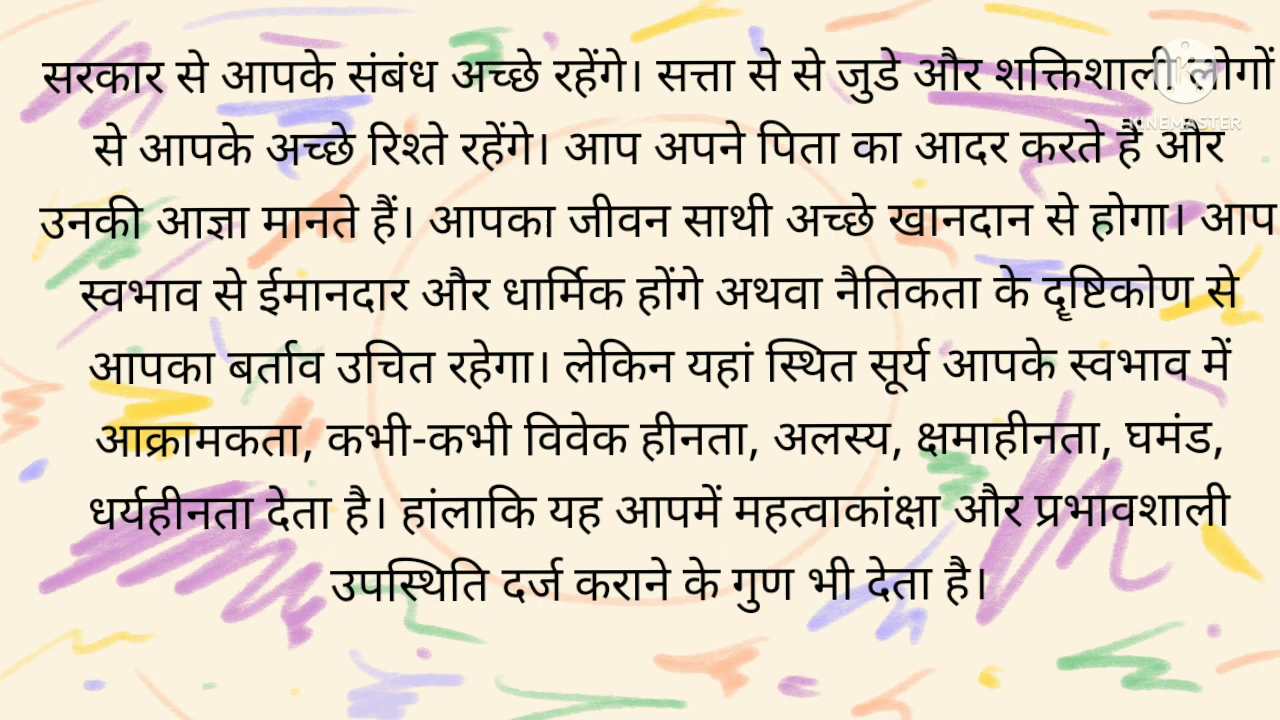 सरकार से आपके संबंध अच्छे रहेंगे। सत्ता से से जुडे और शक्तिशाली लोगों
से आपके अच्छे रिश्ते रहेंगे। आप अपने पिता का आदर करते हैं और
उनकी आज्ञा मानते हैं। आपका जीवन साथी अच्छे खानदान से होगा। आप
स्वभाव से ईमानदार और धार्मिक होंगे अथवा नैतिकता के दृष्टिकोण से
आपका बर्ताव उचित रहेगा। लेकिन यहां स्थित सूर्य आपके स्वभाव में
आक्रामकता, कभी-कभी विवेक हीनता, अलस्य, क्षमाहीनता, घमंड,
धर्यहीनता देता है। हांलाकि यह आपमें महत्वाकांक्षा और प्रभावशाली
उपस्थिति दर्ज कराने के गुण भी देता है।
KINEMASTER